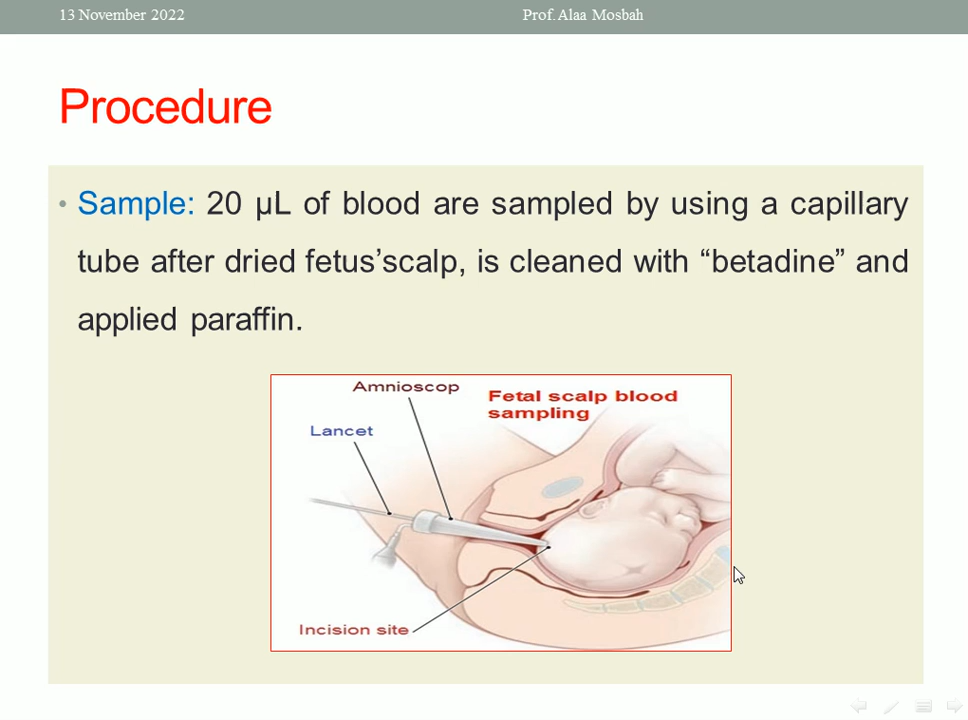 13 November 2022 Prof. Alaa Mosbah
Procedure
• Sample: 20 µL of blood are sampled by using a capillary
tube after dried fetus’scalp, is cleaned with “betadine” and
applied paraffin.
Amnioscop
Fetal scalp blood
sampling
Lancet
Incision site